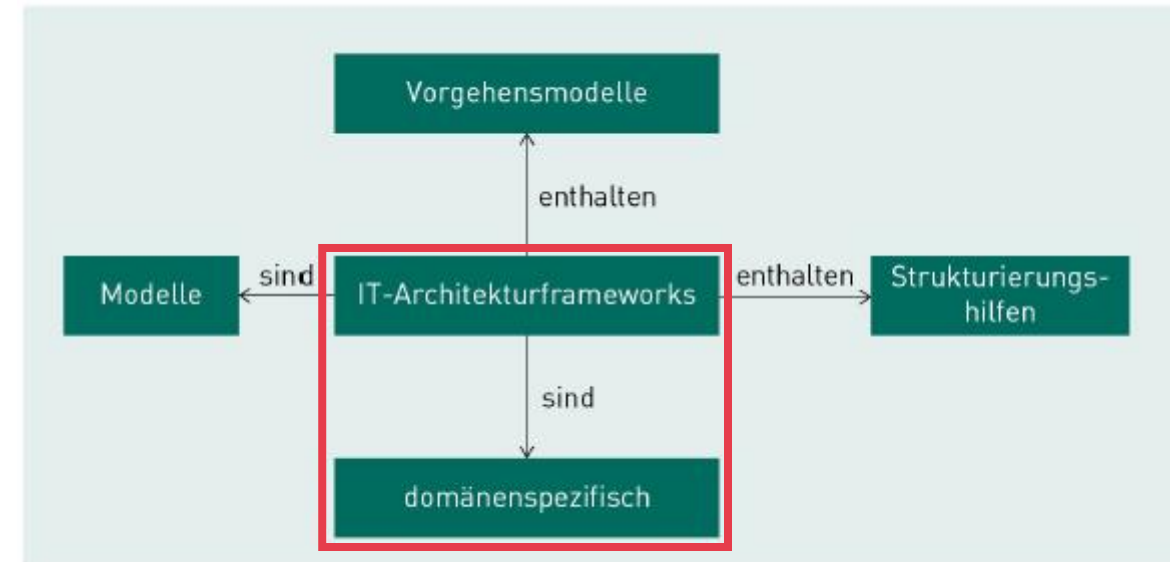 Vorgehensmodelle
enthalten
Modelle
sind
IT-Architekturframeworks
enthalten
Strukturierungs-
hilfen
sind
domänenspezifisch